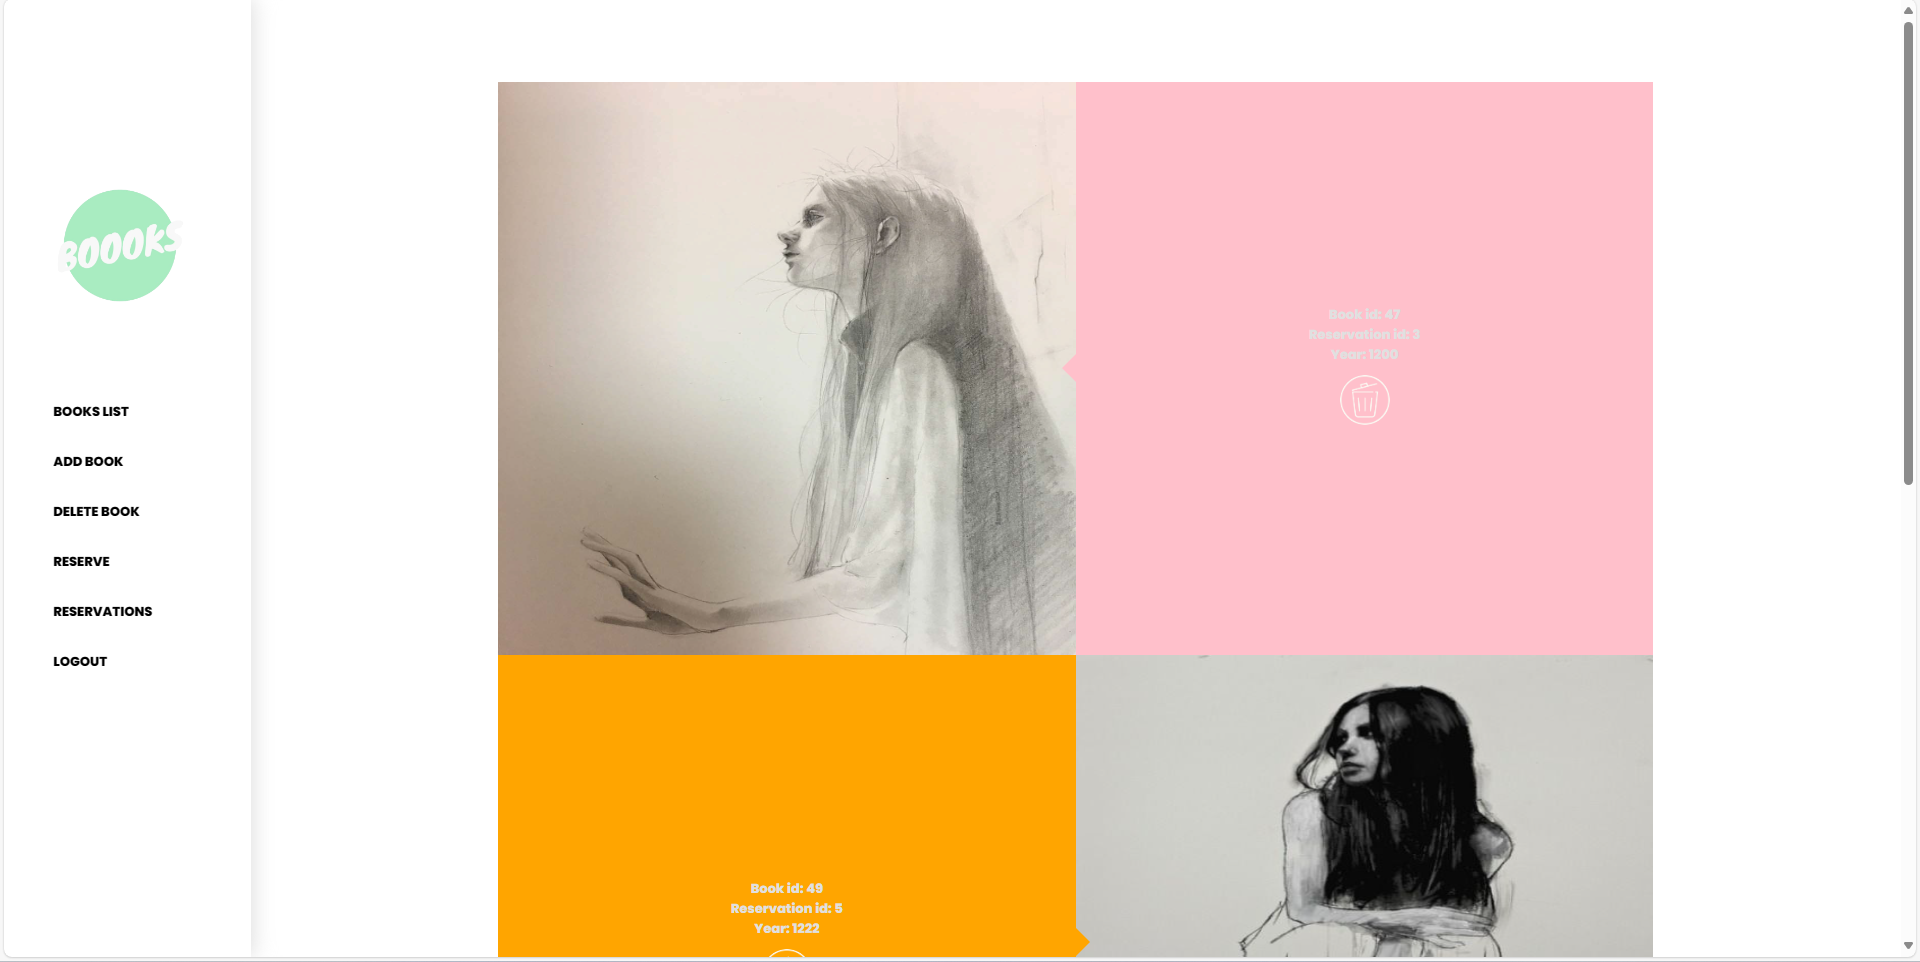 BOOOKS
BOOKS LIST
ADD BOOK
DELETE BOOK
RESERVE
RESERVATIONS
LOGOUT
Book id: 47
Reservation id: 3
Year: 1200
Book id: 49
Reservation id: 5
Year: 1222